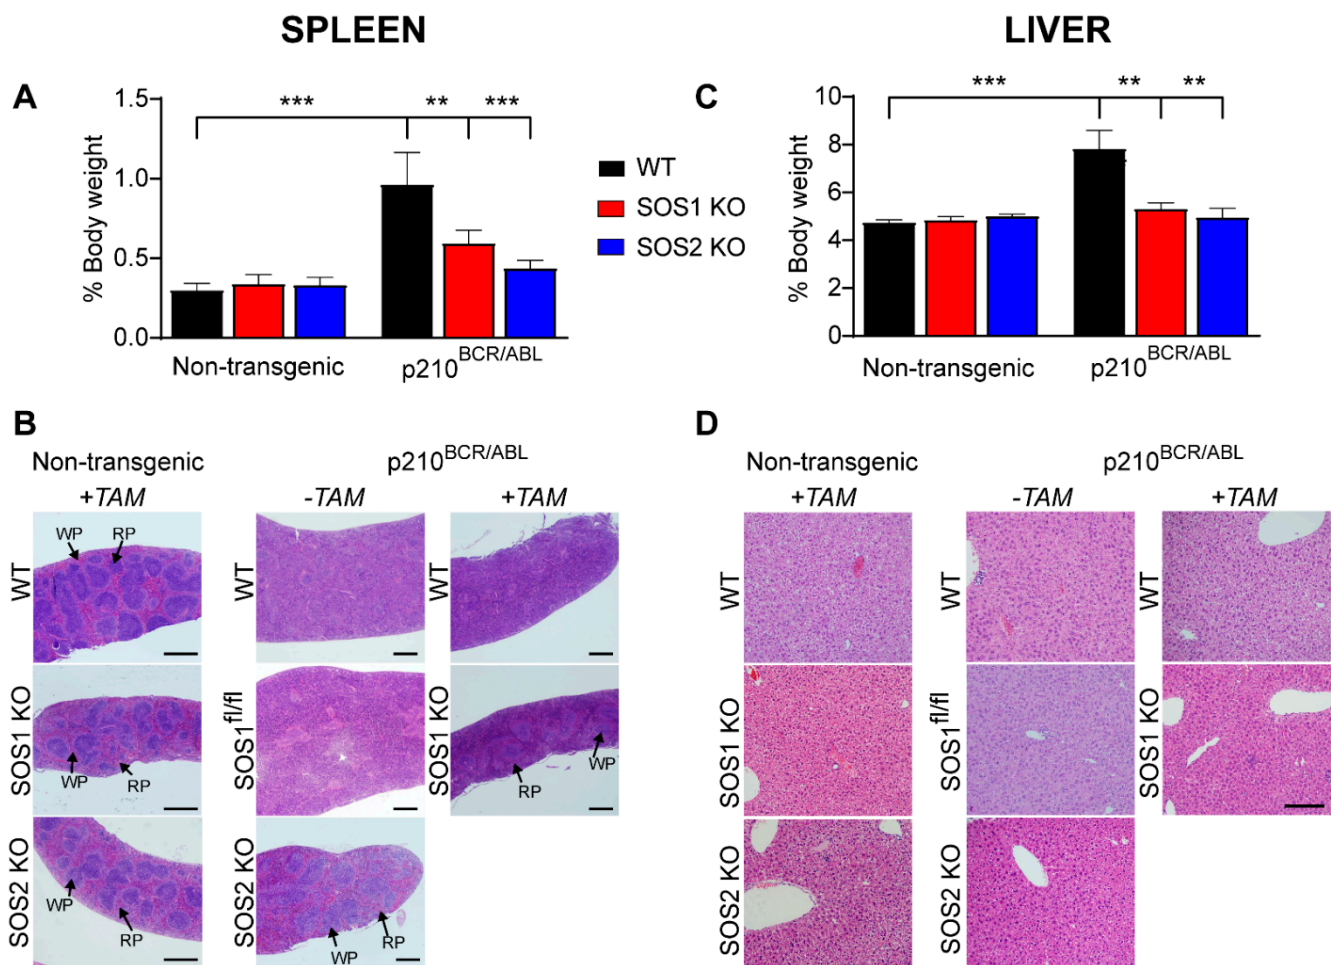 SPLEEN
LIVER
A
1.5
1.0
0.5
0.0
% Body weight
***
**
***
Non-transgenic
p210BCR/ABL
WT
SOS1 KO
SOS2 KO
C
10
8
6
4
2
0
% Body weight
***
**
**
Non-transgenic
p210BCR/ABL
B
Non-transgenic
p210BCR/ABL
+TAM
-TAM
+TAM
WT
WP
RP
WT
WT
SOS1 KO
WP
RP
SOS1fl/fl
SOS1 KO
RP
WP
SOS2 KO
WP
RP
SOS2 KO
WP
RP
D
Non-transgenic
p210BCR/ABL
+TAM
-TAM
+TAM
WT
WT
WT
SOS1 KO
SOS1fl/fl
SOS1 KO
SOS2 KO
SOS2 KO